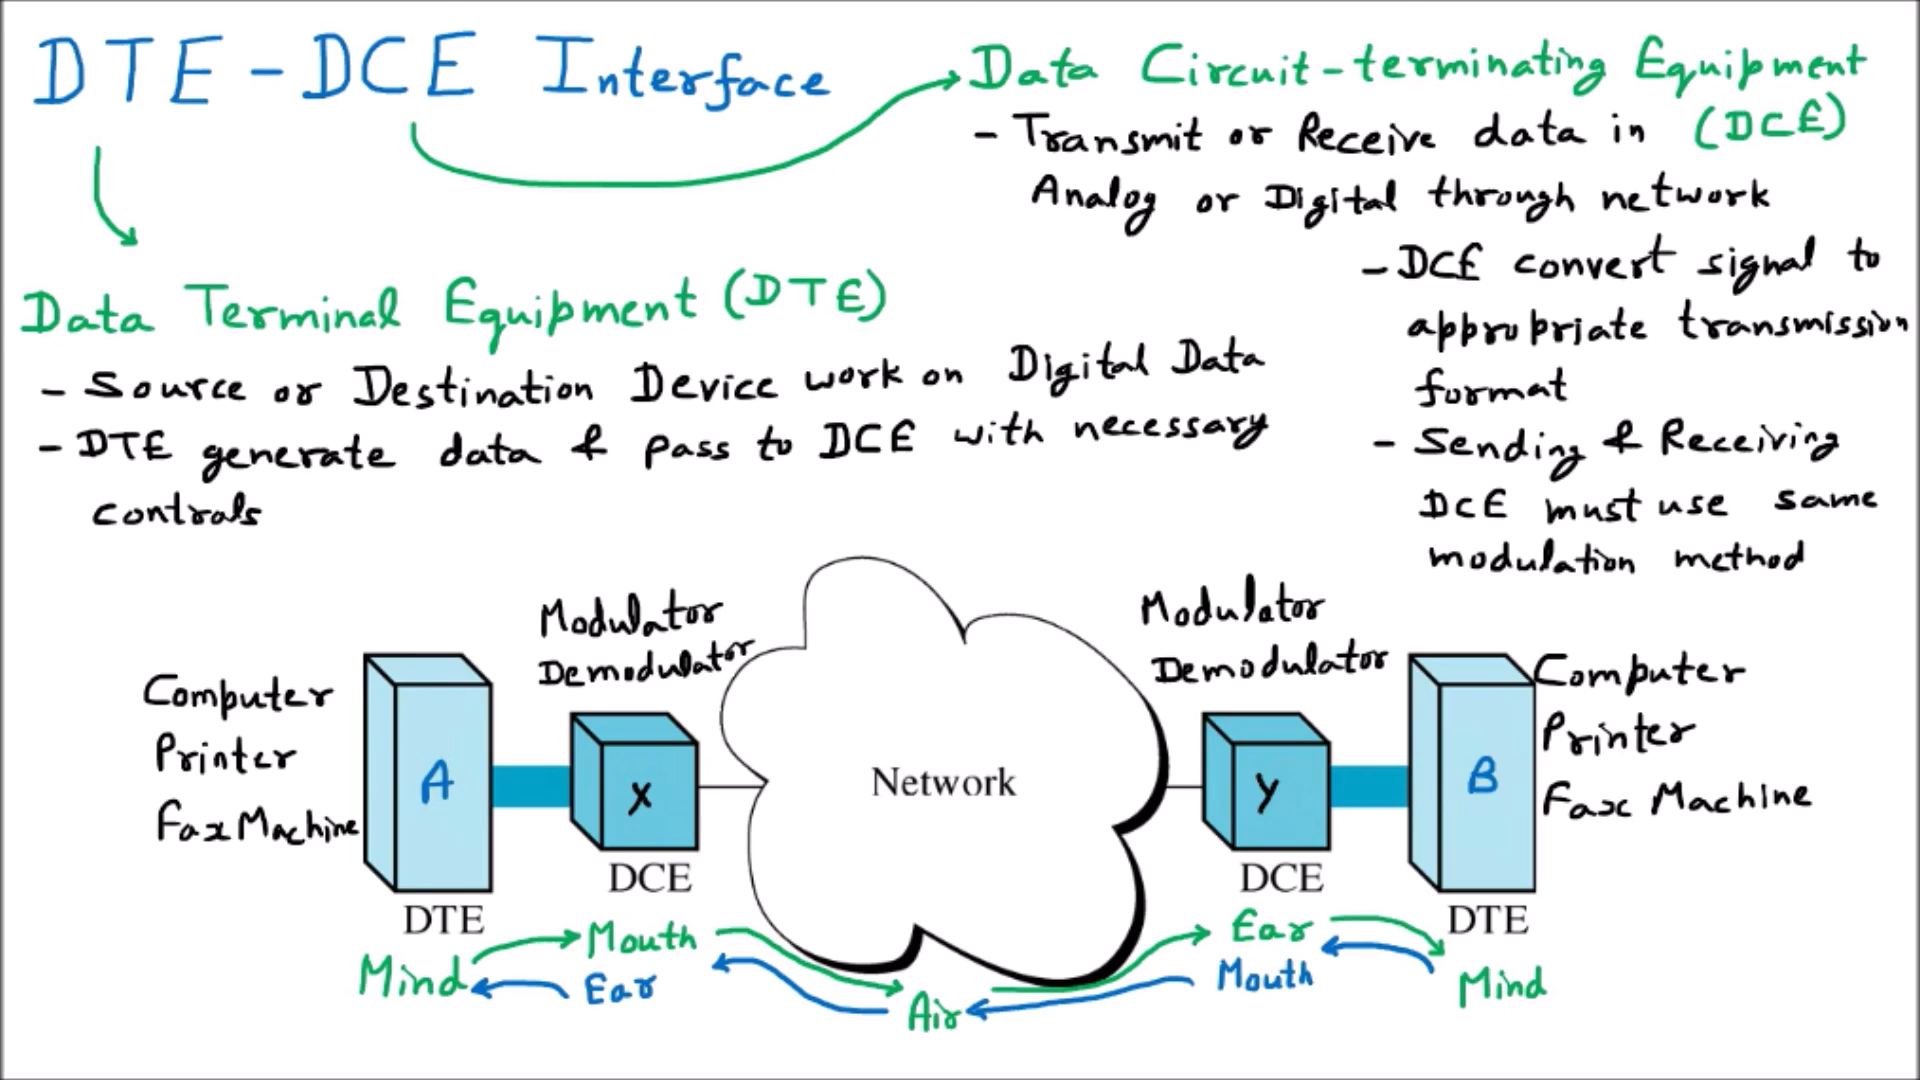 DTE-DCE Interface
Data Circuit-terminating Equipment
(DCE)
- Transmit or Receive data in
Analog or Digital through network
- DCE convert signal to
appropriate transmission
format
- Sending & Receiving
DCE must use same
modulation method
Data Terminal Equipment (DTE)
- Source or Destination Device work on Digital Data
- DTE generate data & pass to DCE with necessary
controls
Computer
Printer
Fax Machine
A
DTE
Modulator
Demodulator
X
DCE
Network
Modulator
Demodulator
y
DCE
B
DTE
Computer
Printer
Fax Machine
Mind
Mouth
Ear
Air
Ear
Mouth
Mind